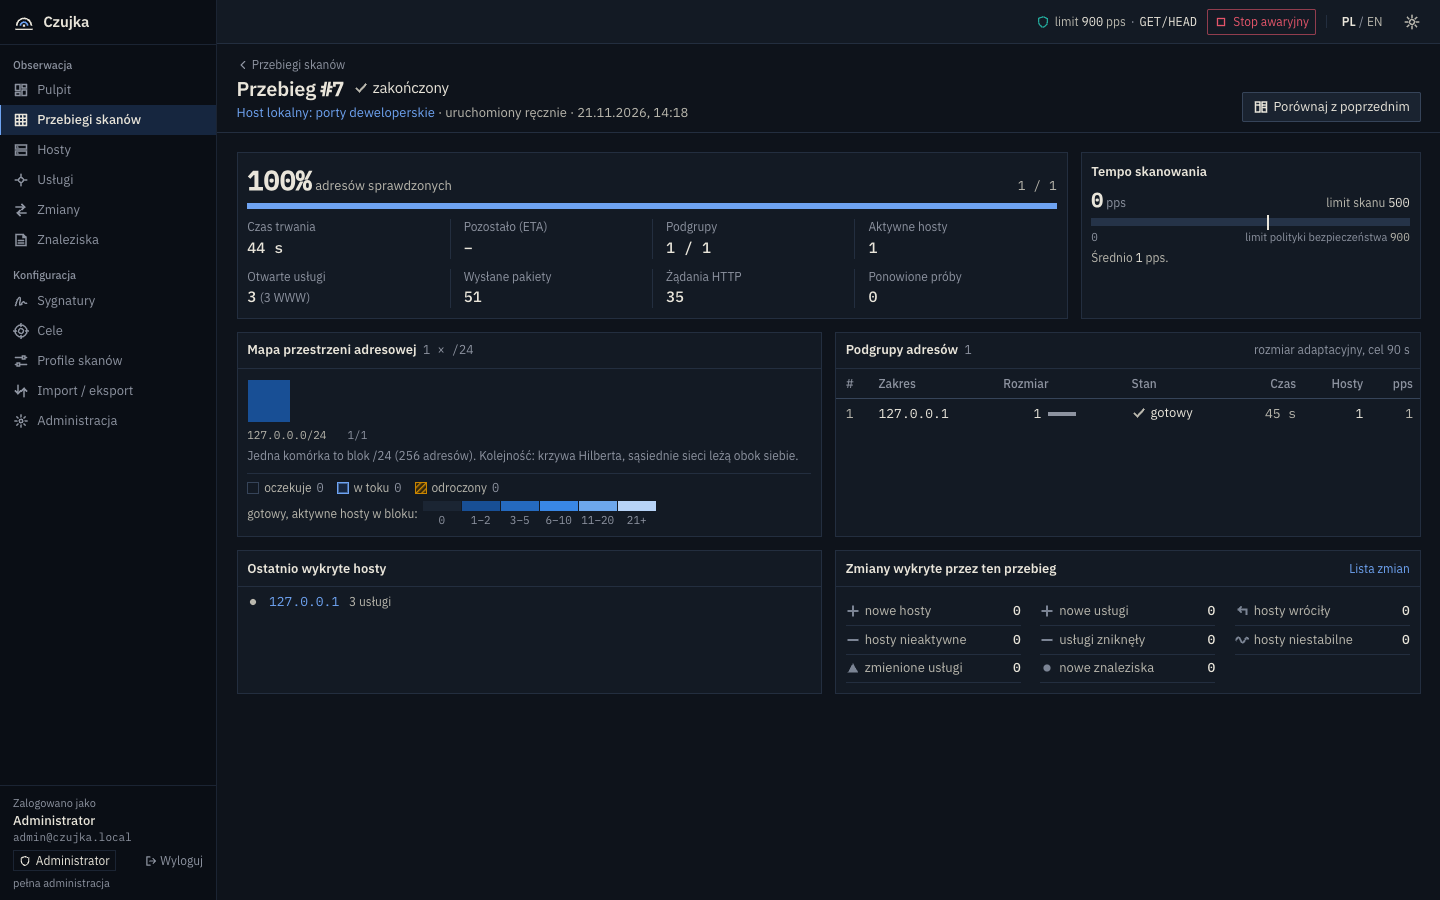 Czujka
limit 900 pps · GET/HEAD
Stop awaryjny
PL / EN
Obserwacja
Pulpit
Przebiegi skanów
Hosty
Usługi
Zmiany
Znaleziska
Konfiguracja
Sygnatury
Cele
Profile skanów
Import / eksport
Administracja
Zalogowano jako
Administrator
admin@czujka.local
Administrator
Wyloguj
pełna administracja
Przebiegi skanów
Przebieg #7 zakończony
Host lokalny: porty deweloperskie · uruchomiony ręcznie · 21.11.2026, 14:18
Porównaj z poprzednim
100% adresów sprawdzonych 1 / 1
Czas trwania Pozostało (ETA) Podgrupy Aktywne hosty
44 s – 1 / 1 1
Otwarte usługi Wysłane pakiety Żądania HTTP Ponowione próby
3 (3 WWW) 51 35 0
Tempo skanowania
0 pps limit skanu 500
0 limit polityki bezpieczeństwa 900
Średnio 1 pps.
Mapa przestrzeni adresowej 1 × /24
127.0.0.0/24 1/1
Jedna komórka to blok /24 (256 adresów). Kolejność: krzywa Hilberta, sąsiednie sieci leżą obok siebie.
oczekuje 0 w toku 0 odroczony 0
gotowy, aktywne hosty w bloku:
0 1–2 3–5 6–10 11–20 21+
Podgrupy adresów 1 rozmiar adaptacyjny, cel 90 s
# Zakres Rozmiar Stan Czas Hosty pps
1 127.0.0.1 1 gotowy 45 s 1 1
Ostatnio wykryte hosty
127.0.0.1 3 usługi
Zmiany wykryte przez ten przebieg Lista zmian
nowe hosty 0 nowe usługi 0 hosty wróciły 0
hosty nieaktywne 0 usługi zniknęły 0 hosty niestabilne 0
zmienione usługi 0 nowe znaleziska 0